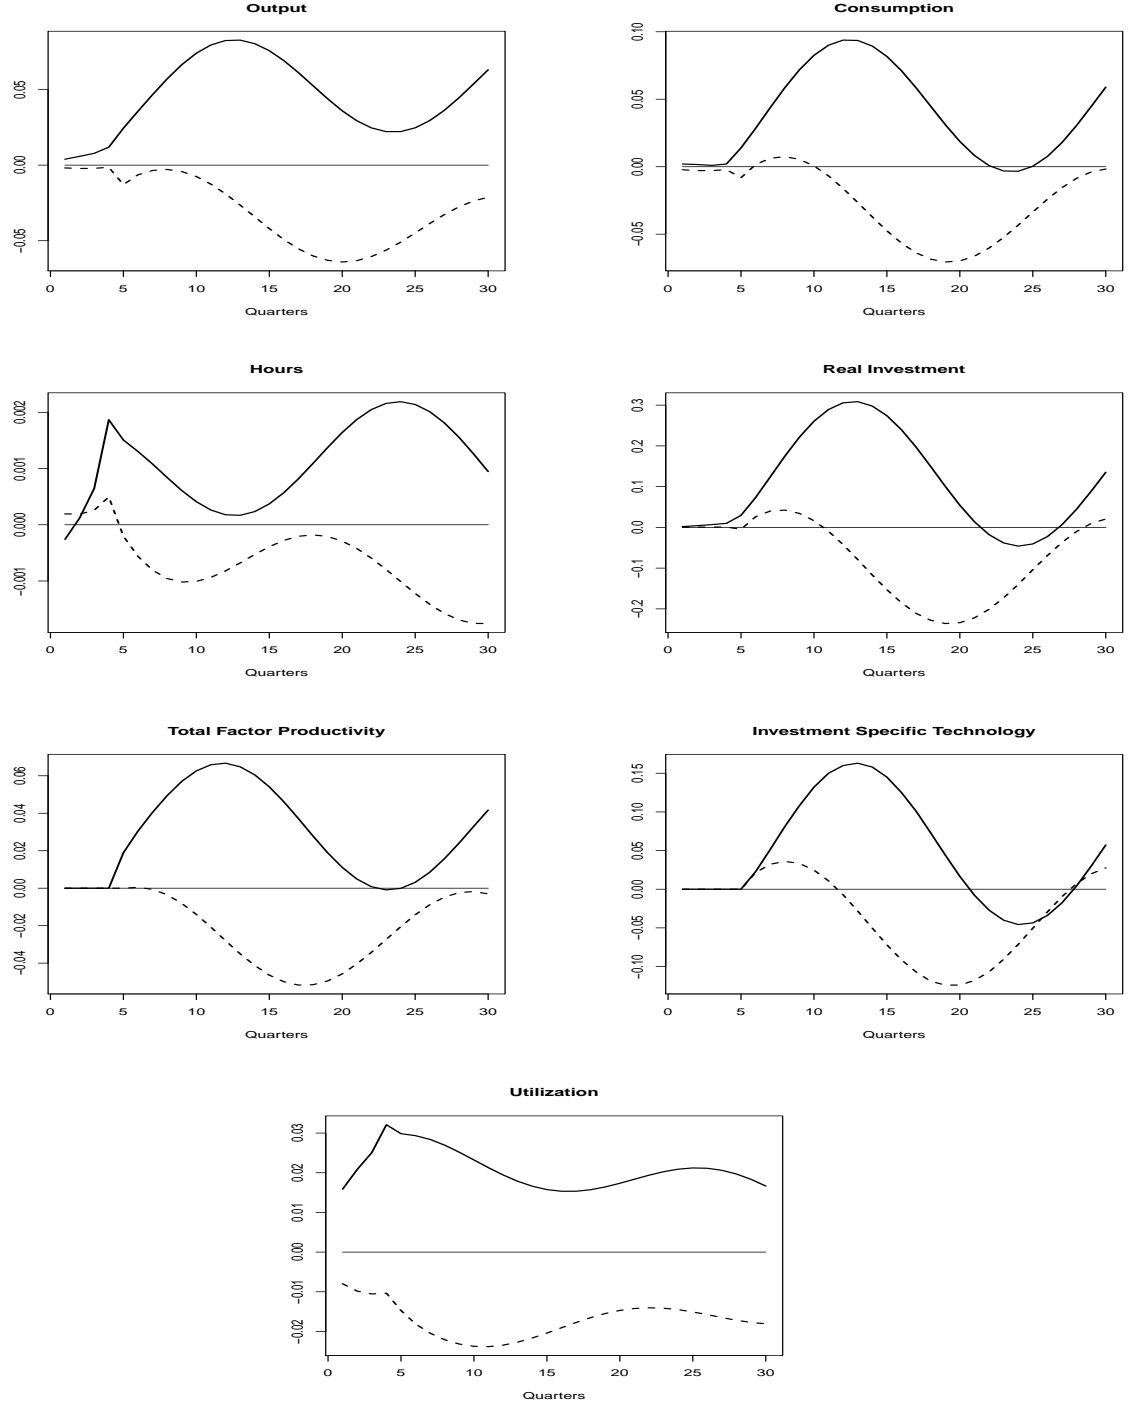 Output
0.05
0.00
−0.05
0 5 10 15 20 25 30
Quarters
Consumption
0.10
0.05
0.00
−0.05
0 5 10 15 20 25 30
Quarters
Hours
0.002
0.001
0.000
−0.001
0 5 10 15 20 25 30
Quarters
Real Investment
0.3
0.2
0.1
0.0
−0.1
−0.2
0 5 10 15 20 25 30
Quarters
Total Factor Productivity
0.06
0.04
0.02
0.00
−0.02
−0.04
0 5 10 15 20 25 30
Quarters
Investment Specific Technology
0.15
0.10
0.05
0.00
−0.05
−0.10
0 5 10 15 20 25 30
Quarters
Utilization
0.03
0.02
0.01
0.00
−0.01
−0.02
0 5 10 15 20 25 30
Quarters